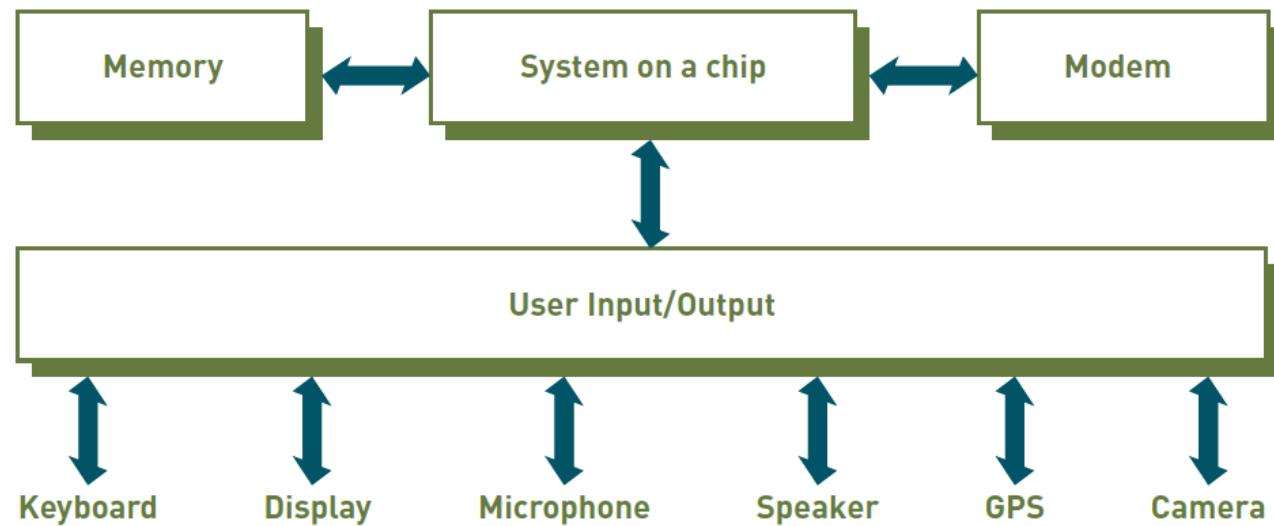 Memory
System on a chip
Modem
User Input/Output
Keyboard
Display
Microphone
Speaker
GPS
Camera